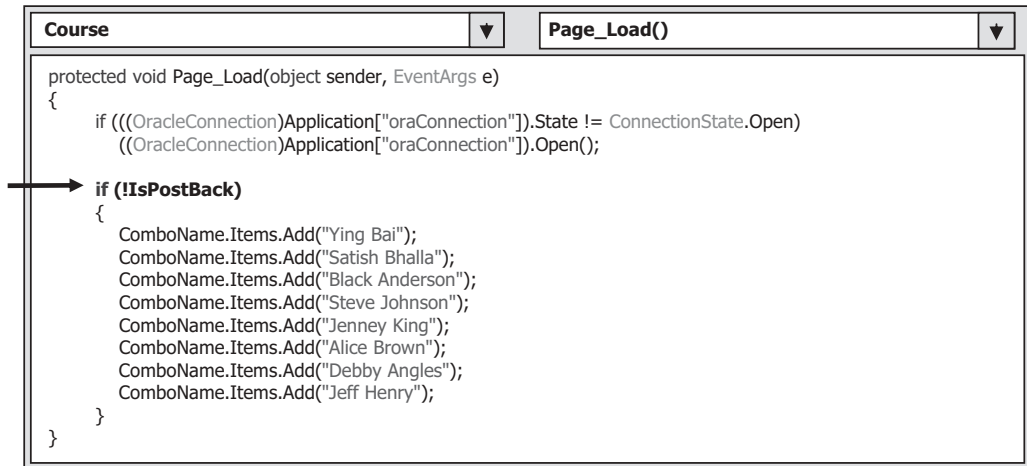 Course Page_Load()
protected void Page_Load(object sender, EventArgs e)
{
if (((OracleConnection)Application["oraConnection"]).State != ConnectionState.Open)
((OracleConnection)Application["oraConnection"]).Open();
if (!IsPostBack)
{
ComboName.Items.Add("Ying Bai");
ComboName.Items.Add("Satish Bhalla");
ComboName.Items.Add("Black Anderson");
ComboName.Items.Add("Steve Johnson");
ComboName.Items.Add("Jenney King");
ComboName.Items.Add("Alice Brown");
ComboName.Items.Add("Debby Angles");
ComboName.Items.Add("Jeff Henry");
}
}